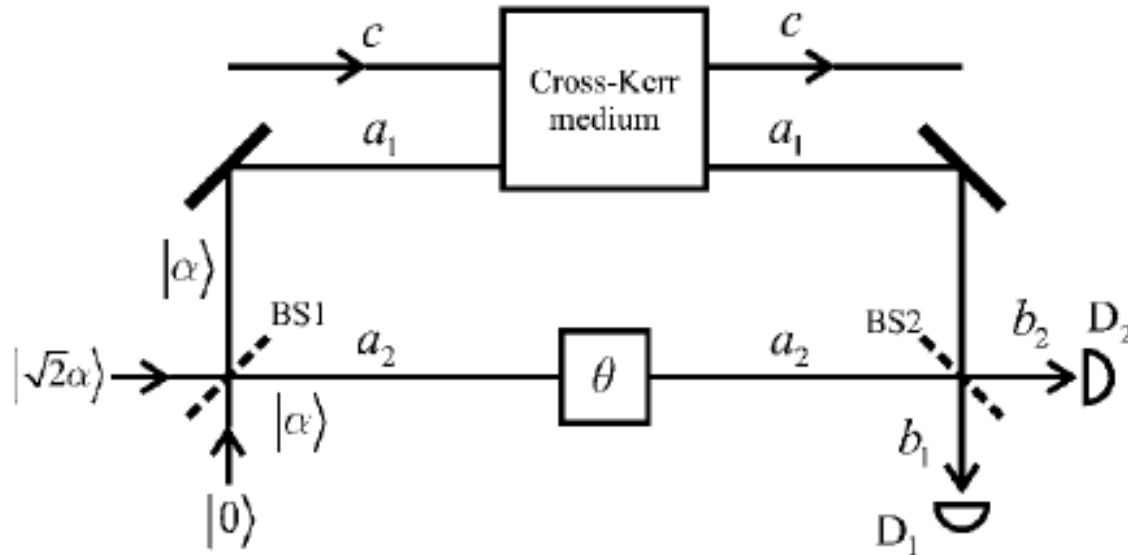 c
c
Cross-Kerr
medium
a₁
a₁
|α⟩
BS1
a₂
θ
a₂
BS2
b₂
D₂
|√2α⟩
|α⟩
b₁
|0⟩
D₁